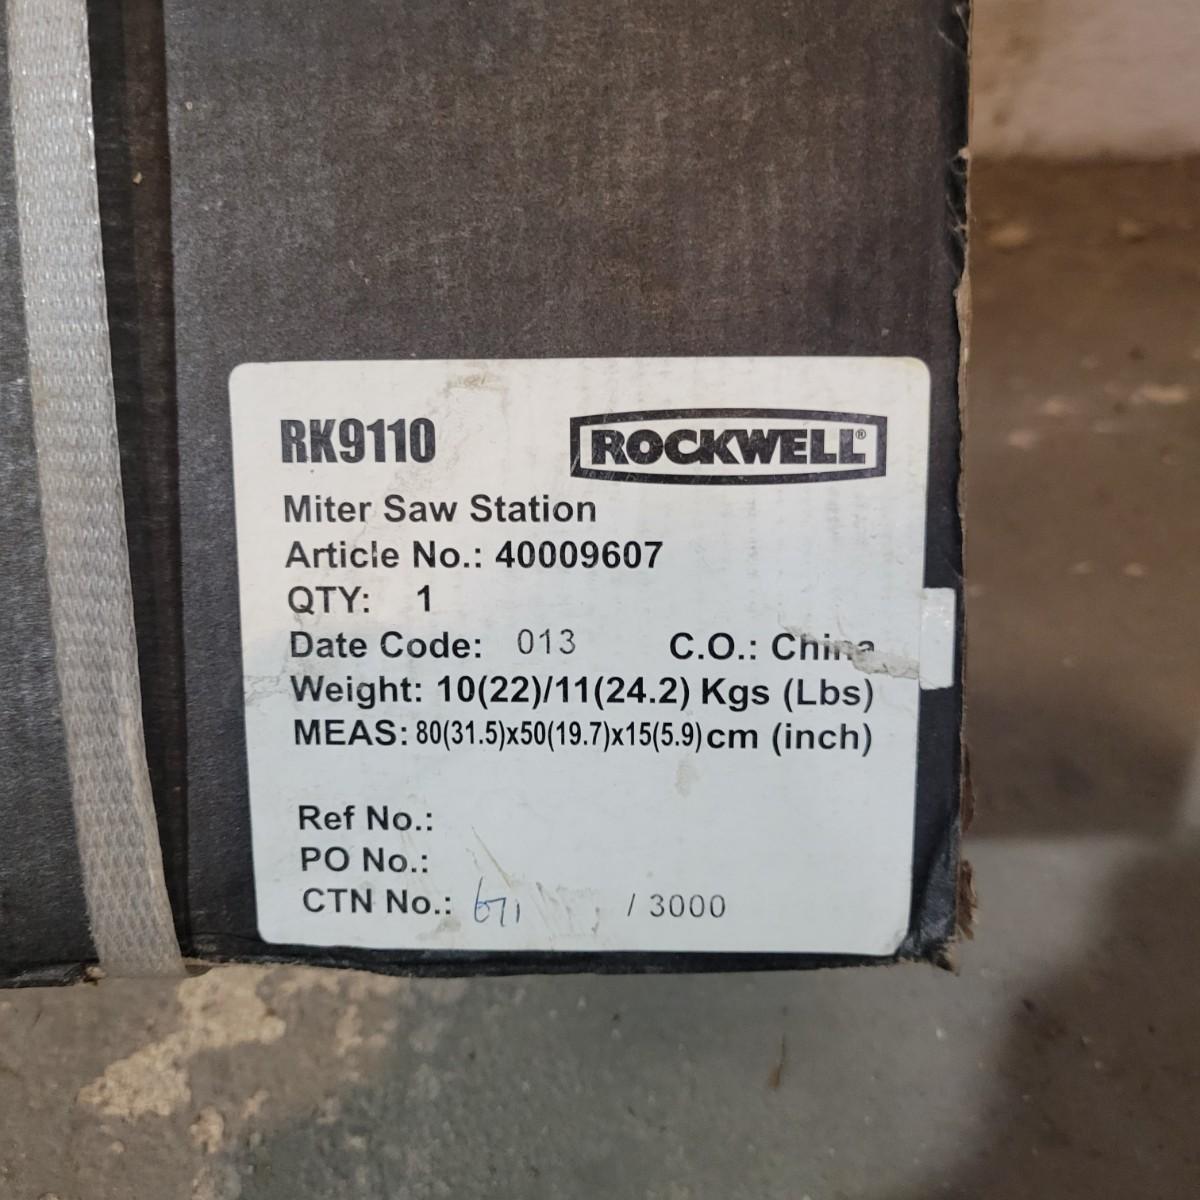 RK9110 ROCKWELL®
Miter Saw Station
Article No.: 40009607
QTY: 1
Date Code: 013 C.O.: China
Weight: 10(22)/11(24.2) Kgs (Lbs)
MEAS: 80(31.5)x50(19.7)x15(5.9)cm (inch)
Ref No.:
PO No.:
CTN No.: 671 / 3000